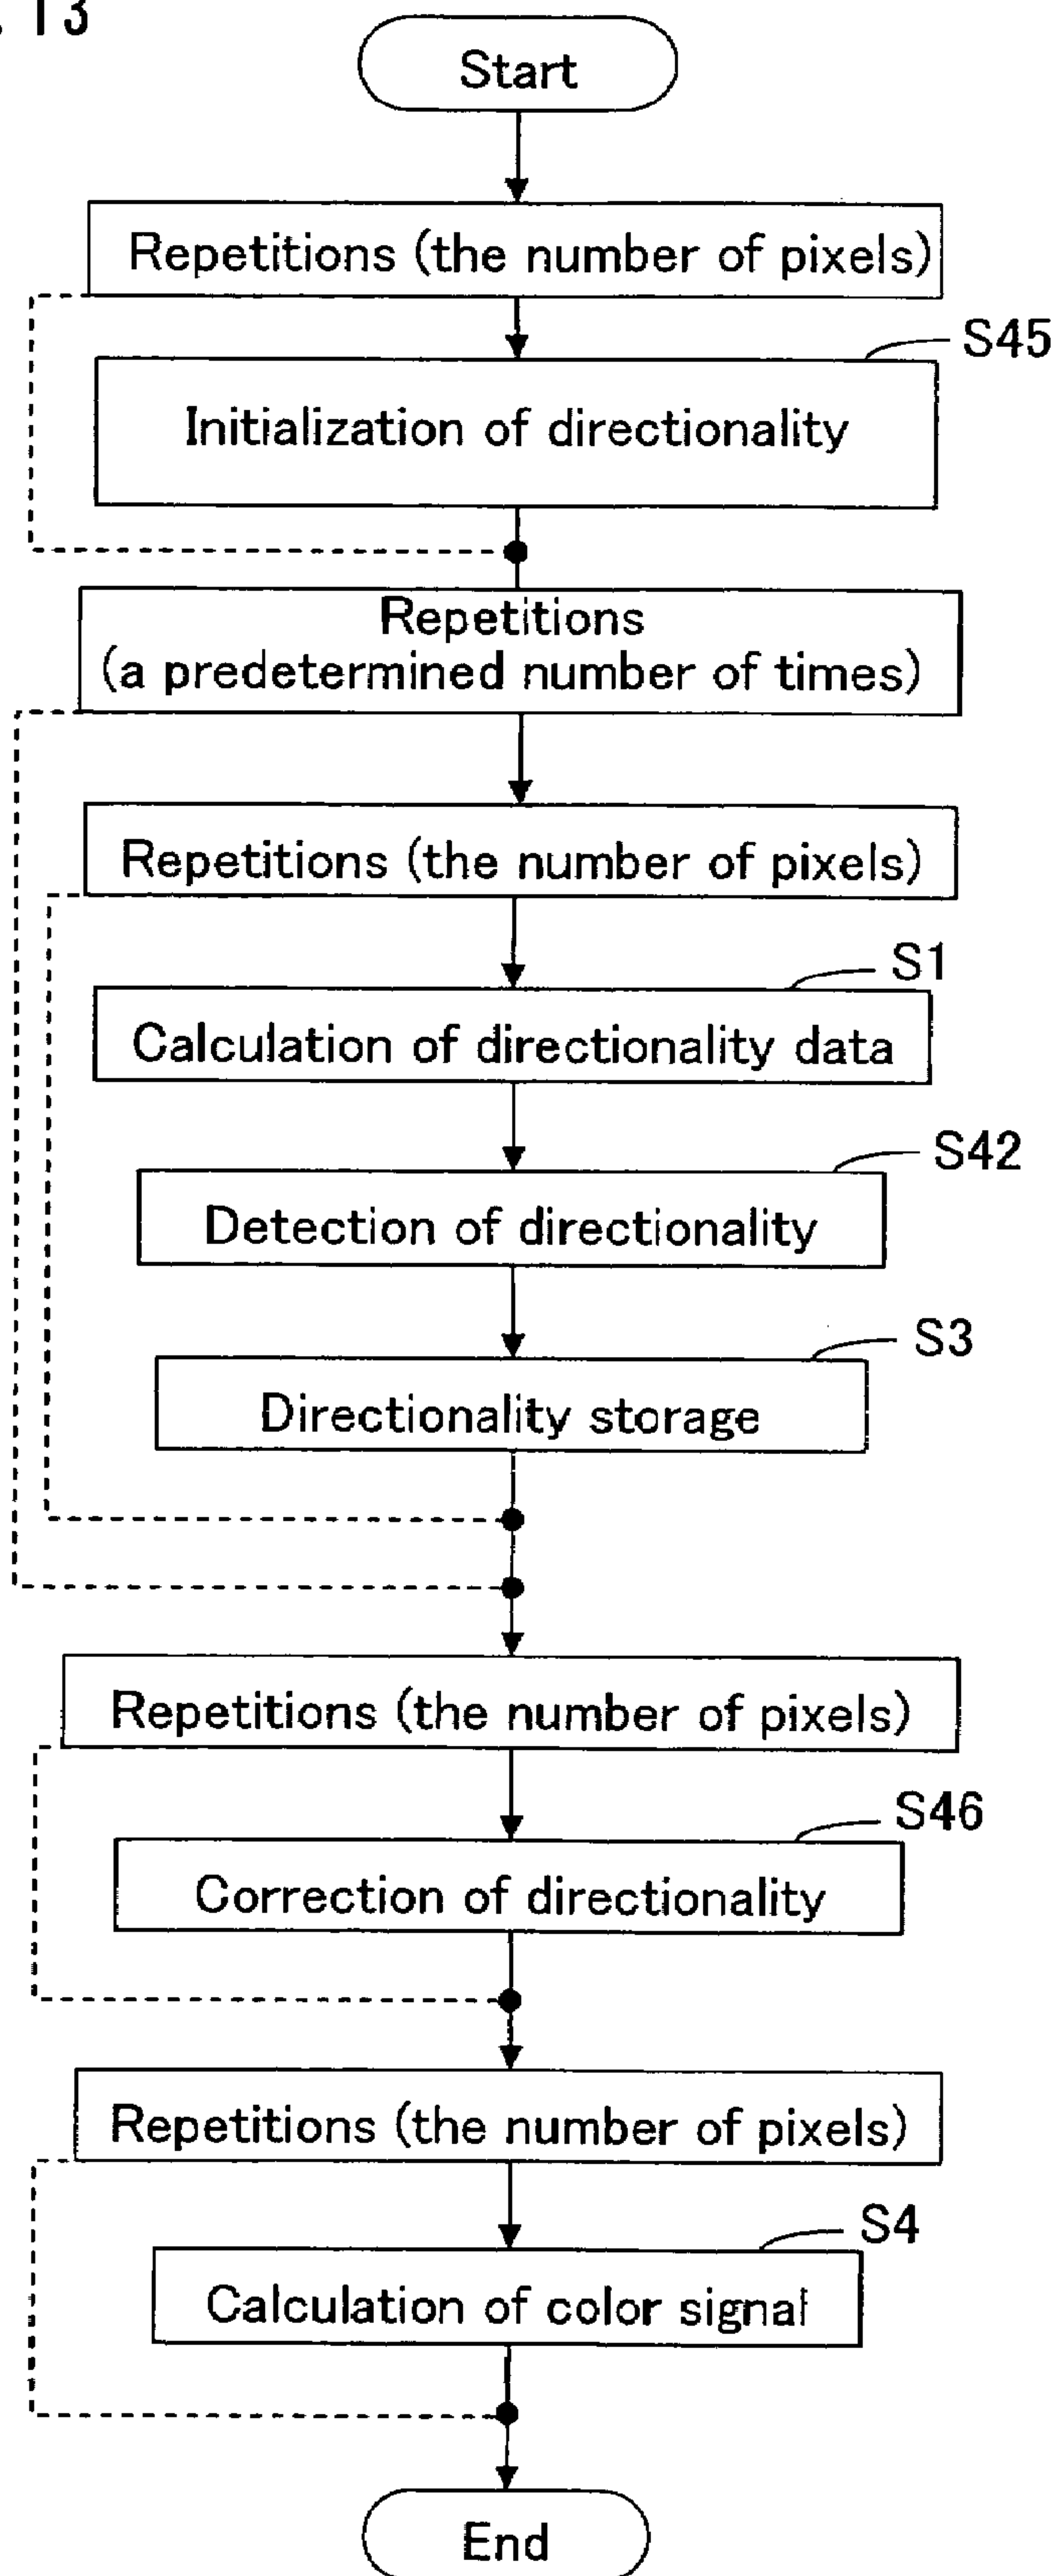 . 13
Start
Repetitions (the number of pixels)
S45
Initialization of directionality
Repetitions
(a predetermined number of times)
Repetitions (the number of pixels)
S1
Calculation of directionality data
S42
Detection of directionality
S3
Directionality storage
Repetitions (the number of pixels)
S46
Correction of directionality
Repetitions (the number of pixels)
S4
Calculation of color signal
End